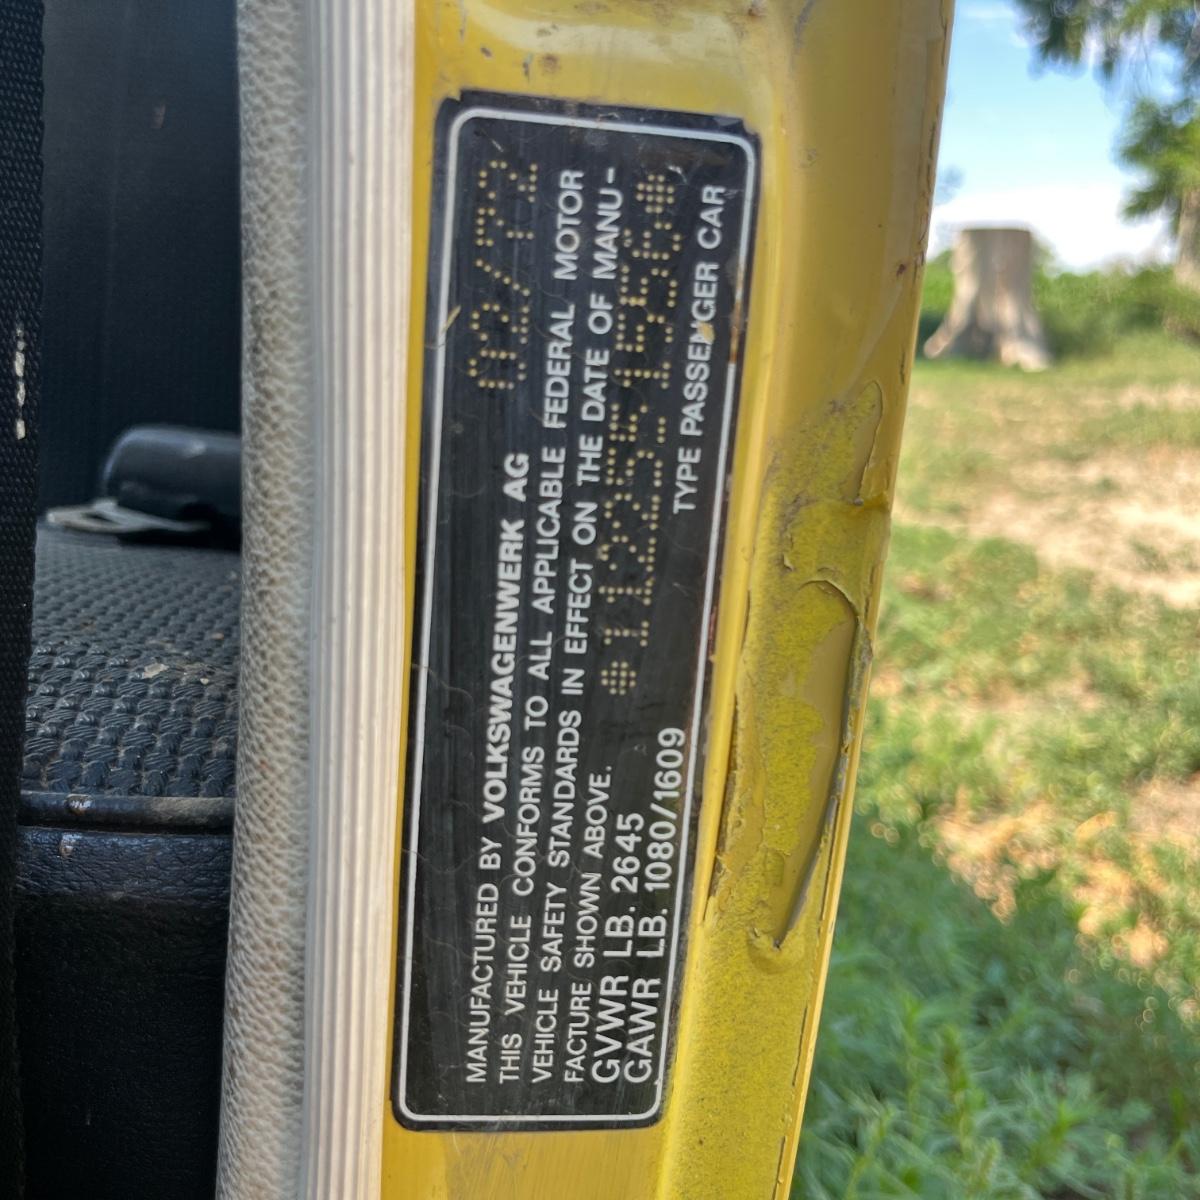 MANUFACTURED BY VOLKSWAGENWERK AG 02/72
THIS VEHICLE CONFORMS TO ALL APPLICABLE FEDERAL MOTOR
VEHICLE SAFETY STANDARDS IN EFFECT ON THE DATE OF MANU-
FACTURE SHOWN ABOVE.
GVWR LB. 2645
GAWR LB. 1080/1609 TYPE PASSENGER CAR